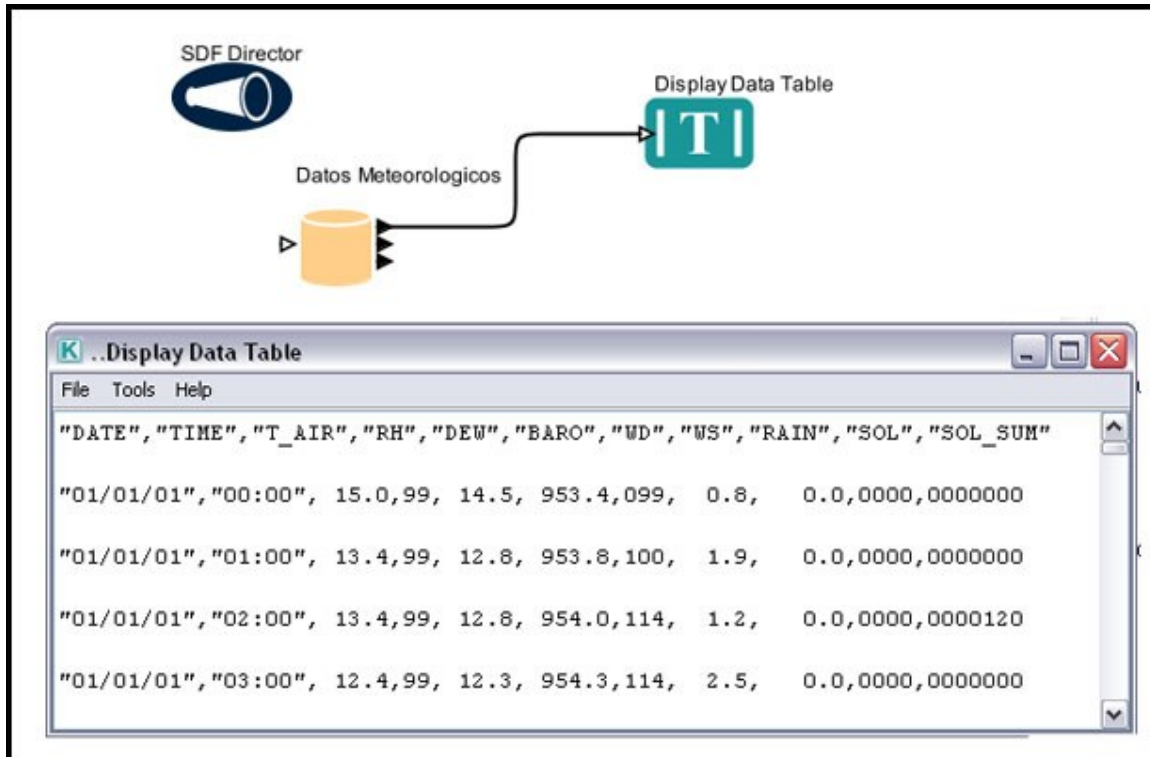 SDF Director
Display Data Table
Datos Meteorologicos
T
K ..Display Data Table
File Tools Help
"DATE","TIME","T_AIR","RH","DEW","BARO","WD","WS","RAIN","SOL","SOL_SUM"
"01/01/01","00:00", 15.0,99, 14.5, 953.4,099,  0.8,   0.0,0000,0000000
"01/01/01","01:00", 13.4,99, 12.8, 953.8,100,  1.9,   0.0,0000,0000000
"01/01/01","02:00", 13.4,99, 12.8, 954.0,114,  1.2,   0.0,0000,0000120
"01/01/01","03:00", 12.4,99, 12.3, 954.3,114,  2.5,   0.0,0000,0000000